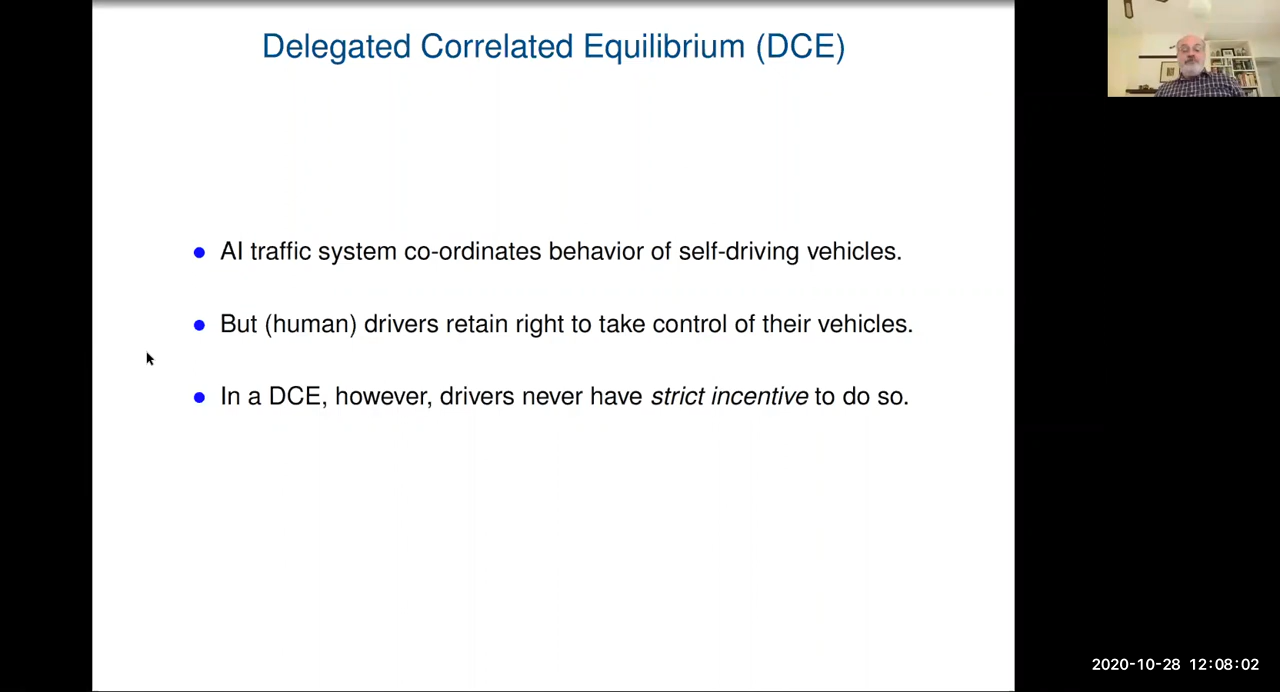 Delegated Correlated Equilibrium (DCE)
● AI traffic system co-ordinates behavior of self-driving vehicles.
● But (human) drivers retain right to take control of their vehicles.
● In a DCE, however, drivers never have strict incentive to do so.
2020-10-28 12:08:02